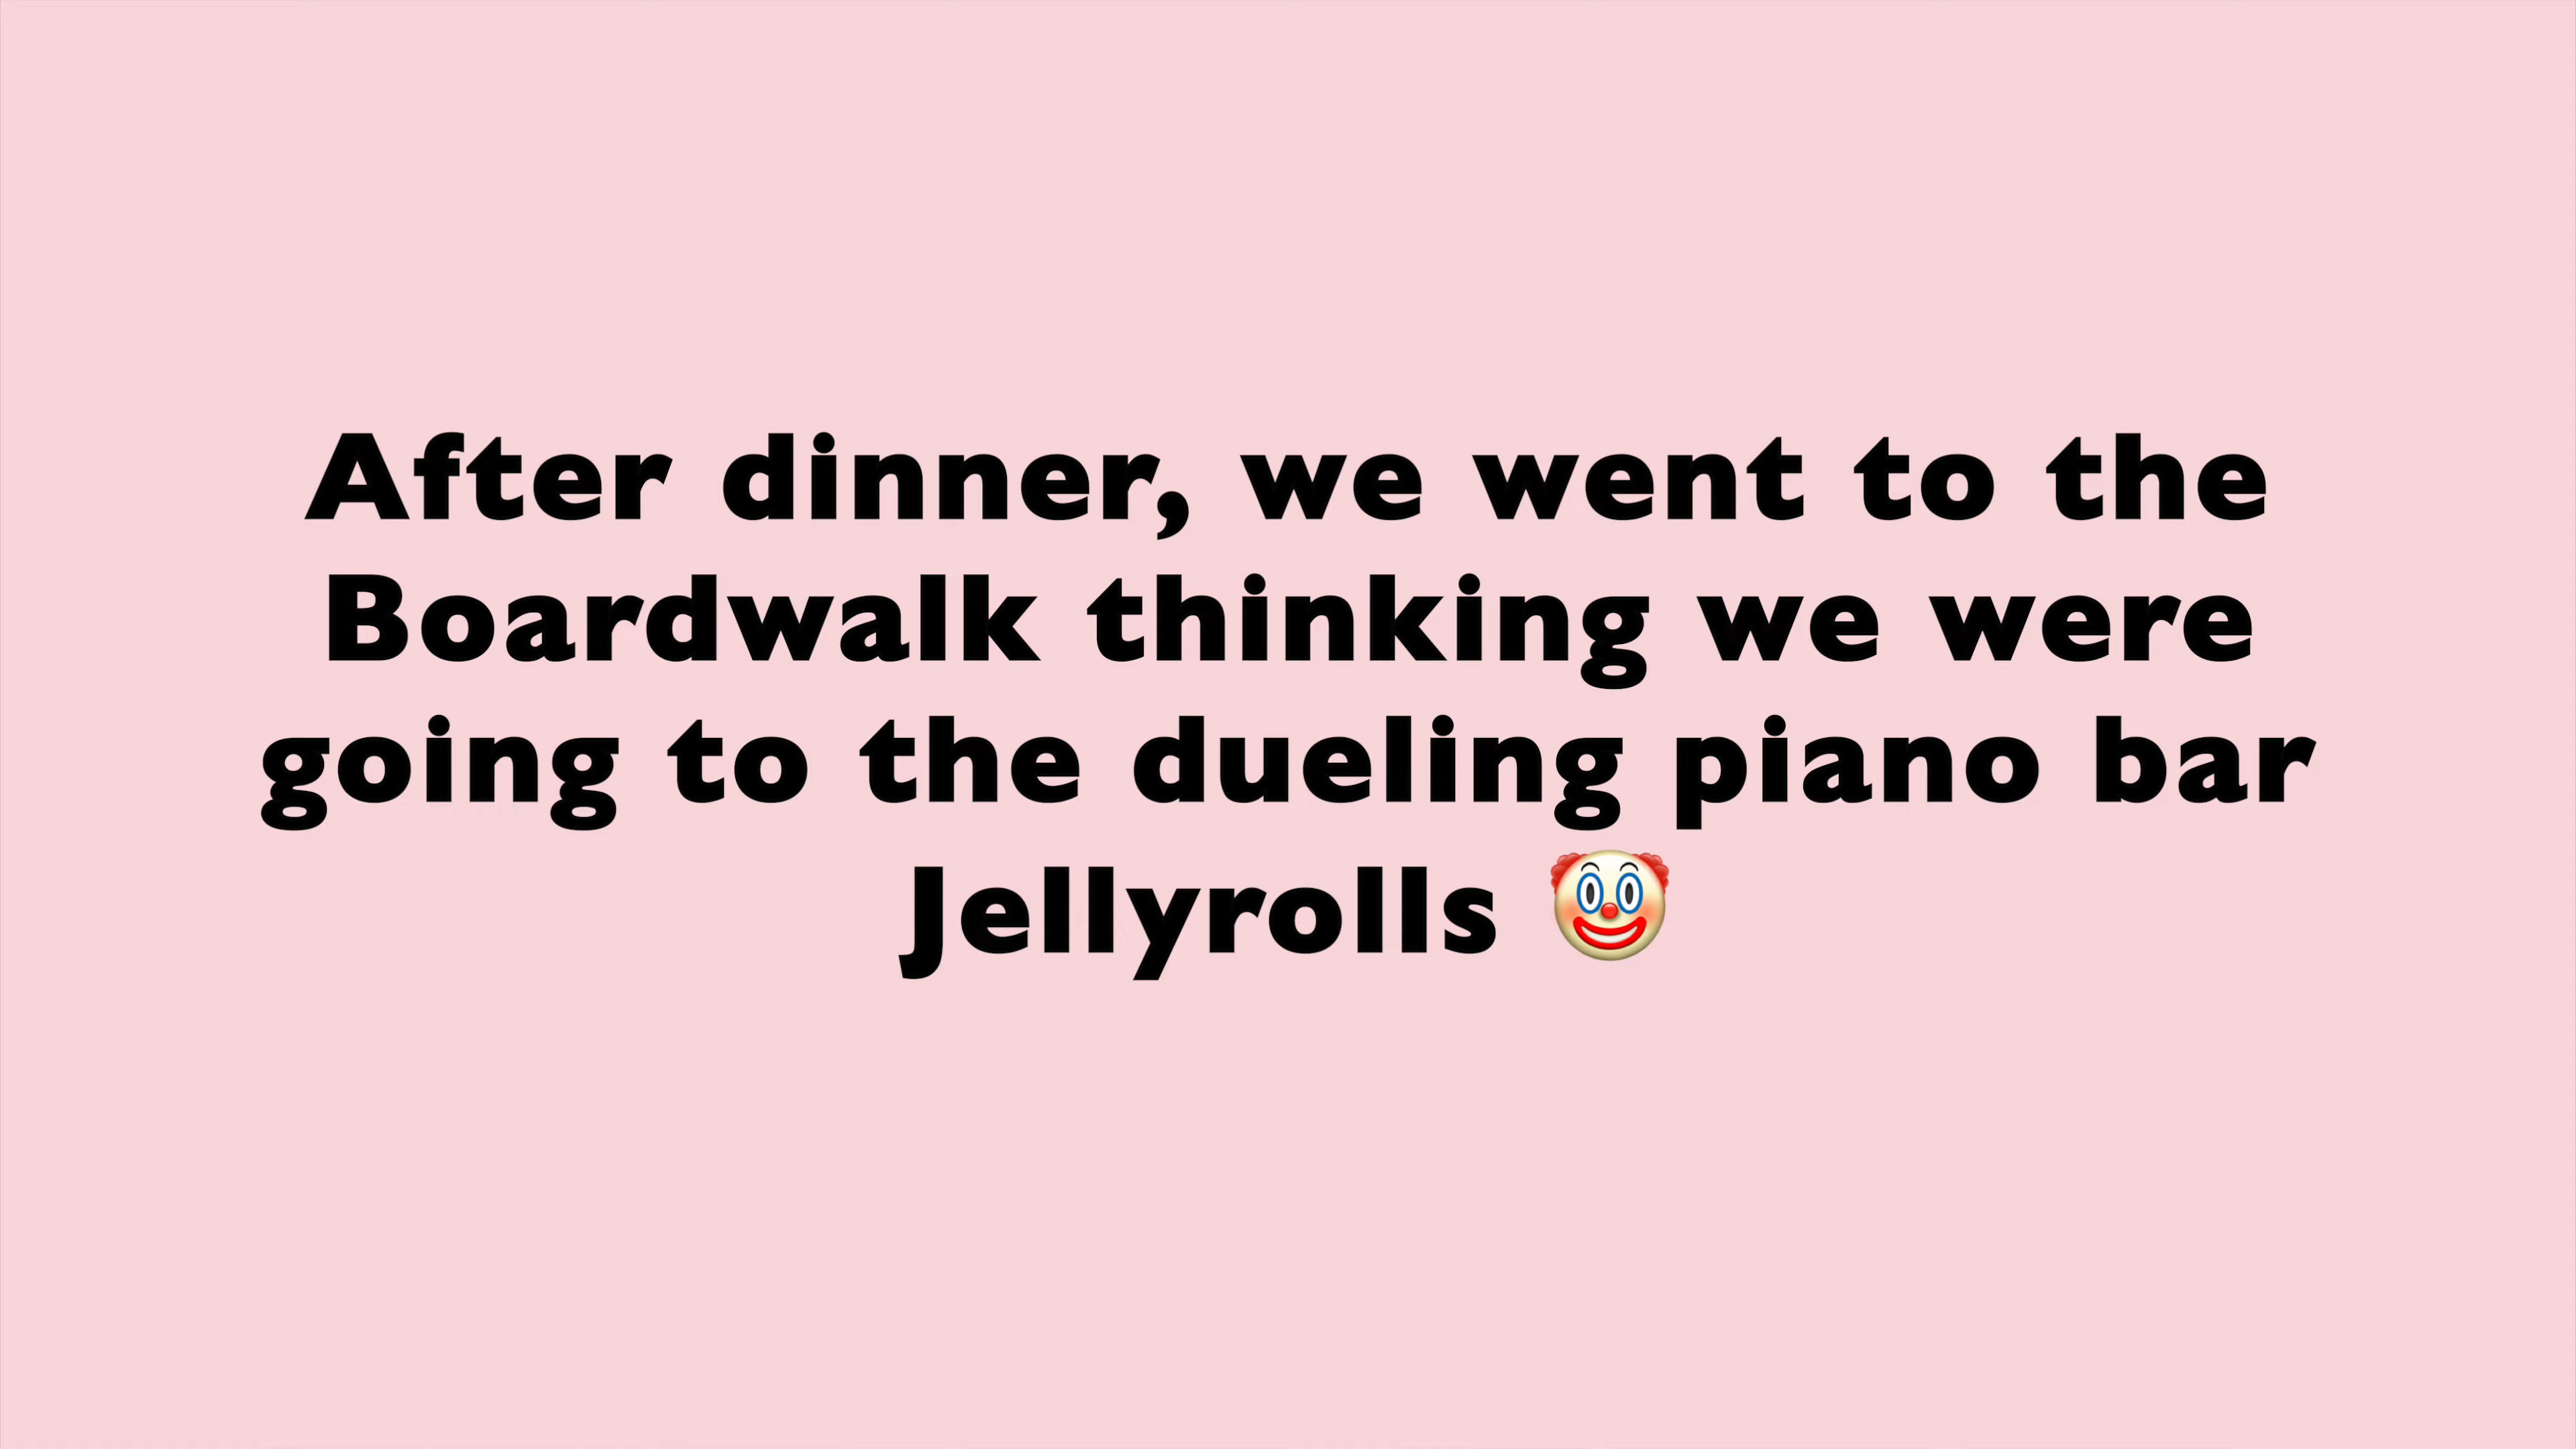 After dinner, we went to the
Boardwalk thinking we were
going to the dueling piano bar
Jellyrolls 🤡